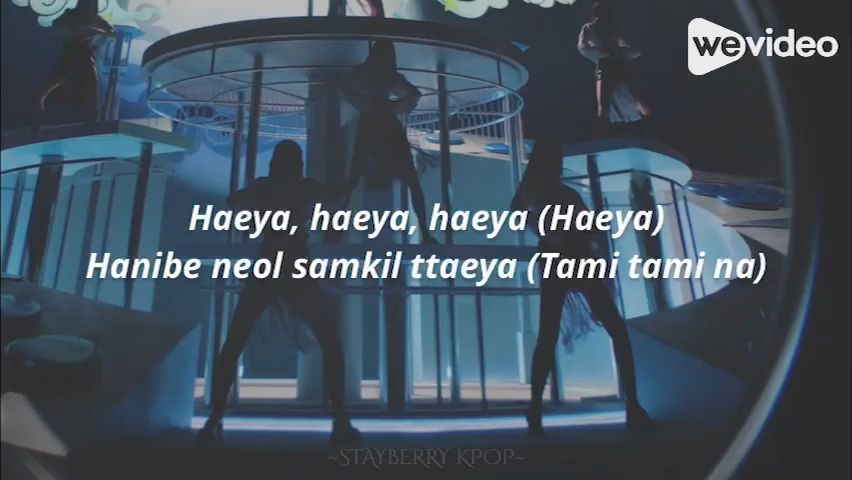 wevideo
Haeya, haeya, haeya (Haeya)
Hanibe neol samkil ttaeya (Tami tami na)
~STAYBERRY KPOP~